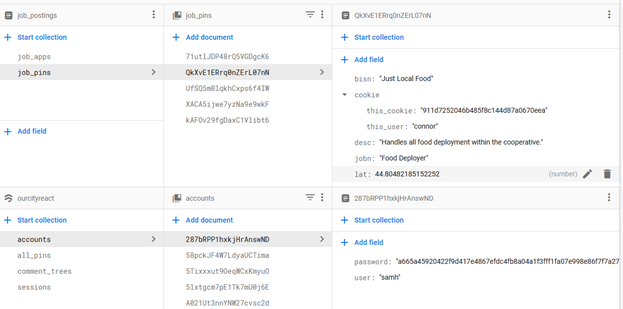 job_postings
Start collection
job_apps
job_pins
Add field
job_pins
Add document
71utlJDP48rQ5VGDgcK6
QkXvE1ERrq0nZErL07nN
UfSQ5mBlqkhCxps6f4IW
XACA5ijwe7yzNa9e9wkF
kAFOv29fgDaxC1Vlibt6
QkXvE1ERrq0nZErL07nN
Start collection
Add field
bisn: "Just Local Food"
cookie
this_cookie: "911d7252046b485f8c144d87a0670eea"
this_user: "connor"
desc: "Handles all food deployment within the cooperative."
jobn: "Food Deployer"
lat: 44.80482185152252
(number)
ourcityreact
Start collection
accounts
all_pins
comment_trees
sessions
accounts
Add document
287bRPP1hxkjHrAnswND
58pckJF4W7LdyaUCTima
5Tixxxut9OeqWCxKmyuO
5lxtgcm7pE1Tk7mU0j6E
A021Ut3nnYNW27cvsc2d
287bRPP1hxkjHrAnswND
Start collection
Add field
password: "a665a45920422f9d417e4867efdc4fb8a04a1f3fff1fa07e998e86f7f7a27
user: "samh"